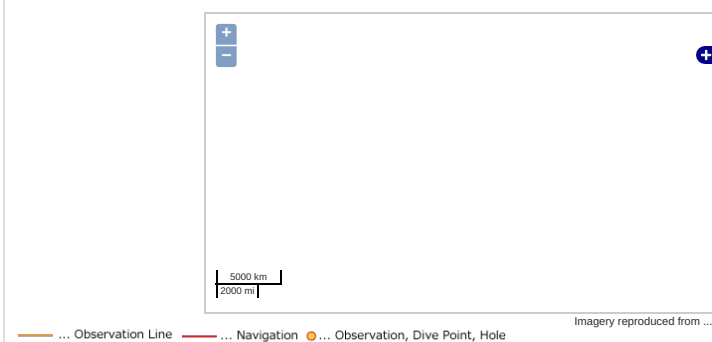 +
−
+
5000 km
2000 mi
Imagery reproduced from ...
... Observation Line ... Navigation ... Observation, Dive Point, Hole